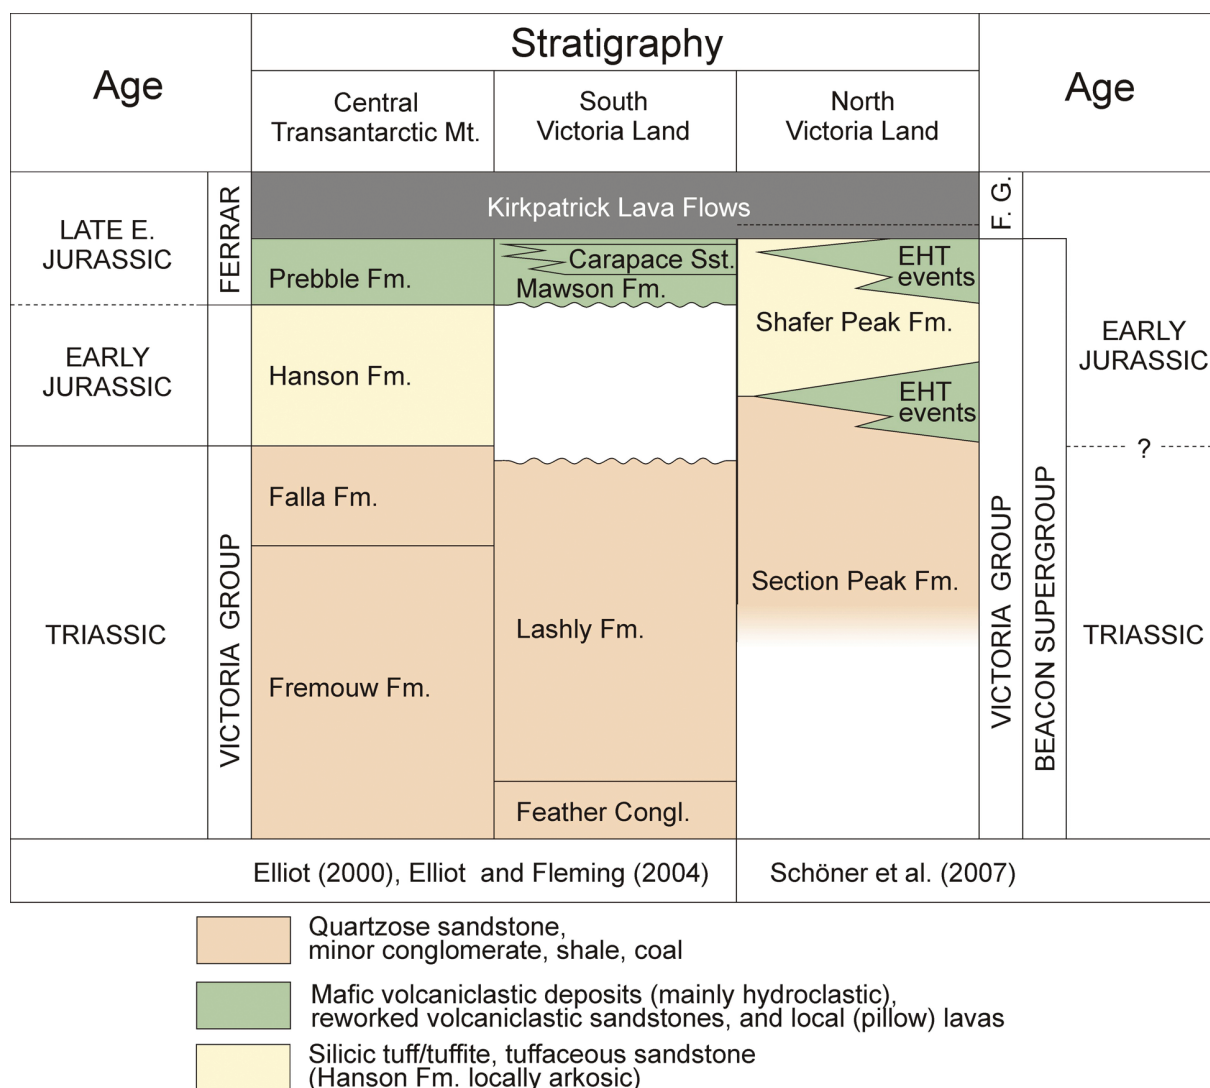 Age
Stratigraphy
Age
Central
Transantarctic Mt.
South
Victoria Land
North
Victoria Land
LATE E.
JURASSIC
FERRAR
Kirkpatrick Lava Flows
F. G.
Prebble Fm.
Carapace Sst.
Mawson Fm.
EHT
events
Shafer Peak Fm.
EARLY
JURASSIC
Hanson Fm.
EHT
events
EARLY
JURASSIC
?
TRIASSIC
VICTORIA GROUP
Falla Fm.
Fremouw Fm.
Lashly Fm.
Feather Congl.
Section Peak Fm.
VICTORIA GROUP
BEACON SUPERGROUP
TRIASSIC
Elliot (2000), Elliot and Fleming (2004)
Schöner et al. (2007)
Quartzose sandstone,
minor conglomerate, shale, coal
Mafic volcaniclastic deposits (mainly hydroclastic),
reworked volcaniclastic sandstones, and local (pillow) lavas
Silicic tuff/tuffite, tuffaceous sandstone
(Hanson Fm. locally arkosic)